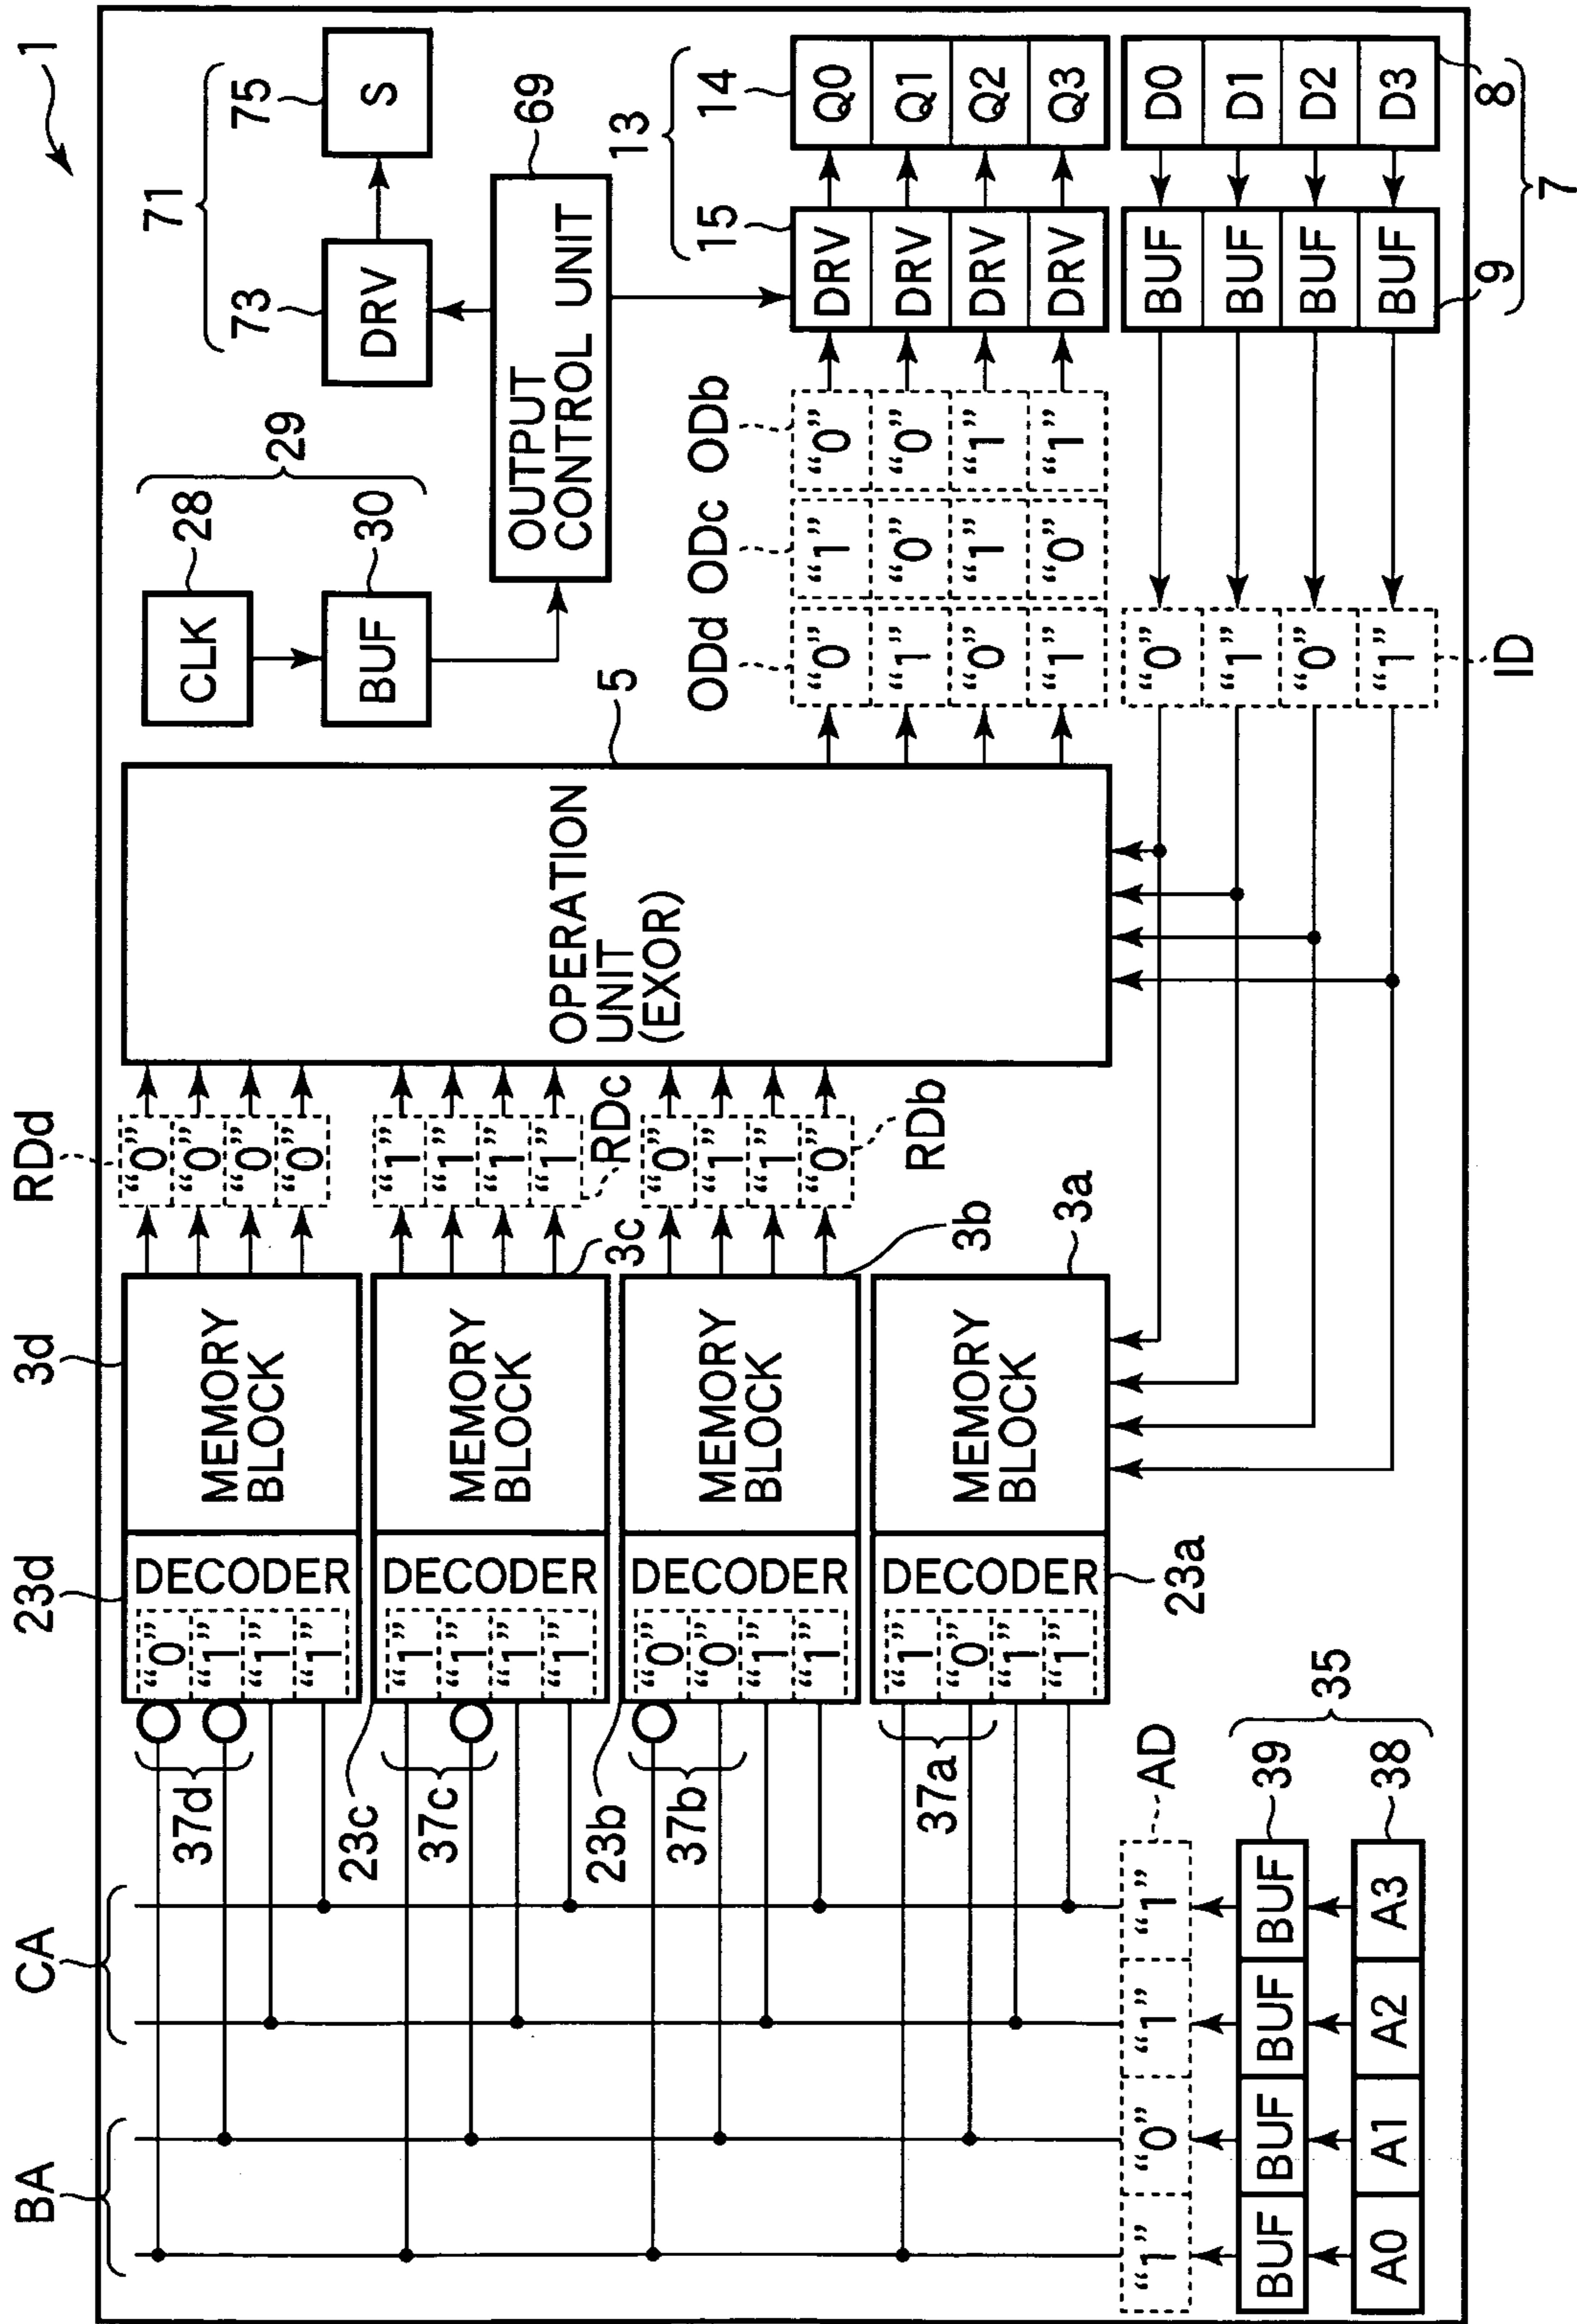 BA CA 23d 3d RDd 1
"0" DECODER MEMORY BLOCK "0"
"1" "0"
"1" "0"
"1" "0"
37d
CLK 28
BUF 30
29
71
73 75
DRV S
23c
"1" DECODER MEMORY BLOCK "1"
"1" "1"
"1" "1"
"1" "1"
37c 3c RDc
5
OPERATION UNIT (EXOR)
OUTPUT CONTROL UNIT 69
23b
"0" DECODER MEMORY BLOCK "0"
"0" "1"
"1" "1"
"1" "0"
37b 3b RDb
13
ODd ODc ODb 15 14
"1" DECODER MEMORY BLOCK "0" "1" "0" DRV Q0
"0" "1" "0" "0" DRV Q1
"1" "0" "1" "1" DRV Q2
"1" "1" "0" "1" DRV Q3
37a 23a 3a
"1" "0" "1" "1" AD
BUF BUF BUF BUF 39
A0 A1 A2 A3 38
35
"0" BUF D0
"1" BUF D1
"0" BUF D2
"1" BUF D3
ID 9 8
7